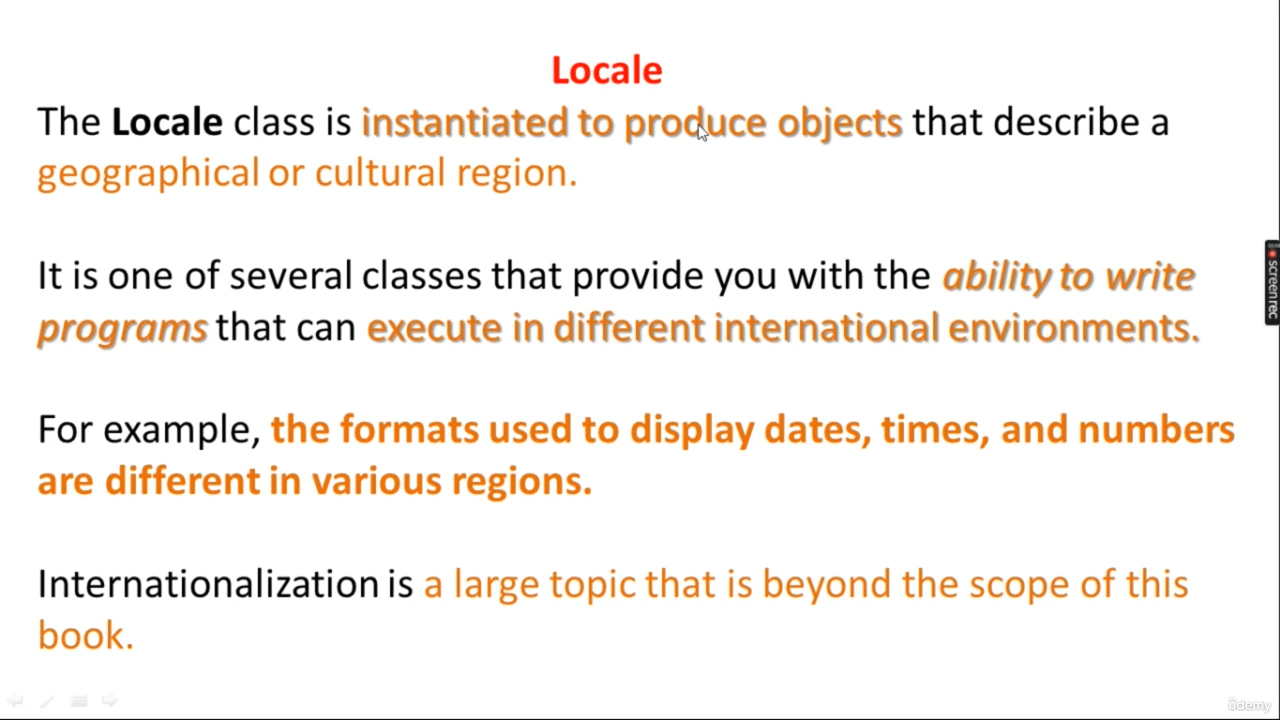 Locale
The Locale class is instantiated to produce objects that describe a
geographical or cultural region.
It is one of several classes that provide you with the ability to write
programs that can execute in different international environments.
For example, the formats used to display dates, times, and numbers
are different in various regions.
Internationalization is a large topic that is beyond the scope of this
book.
screenrec
ûdemy